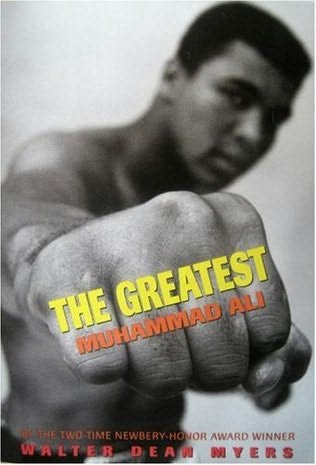 THE GREATEST
MUHAMMAD ALI
BY THE TWO-TIME NEWBERY-HONOR AWARD WINNER
WALTER DEAN MYERS